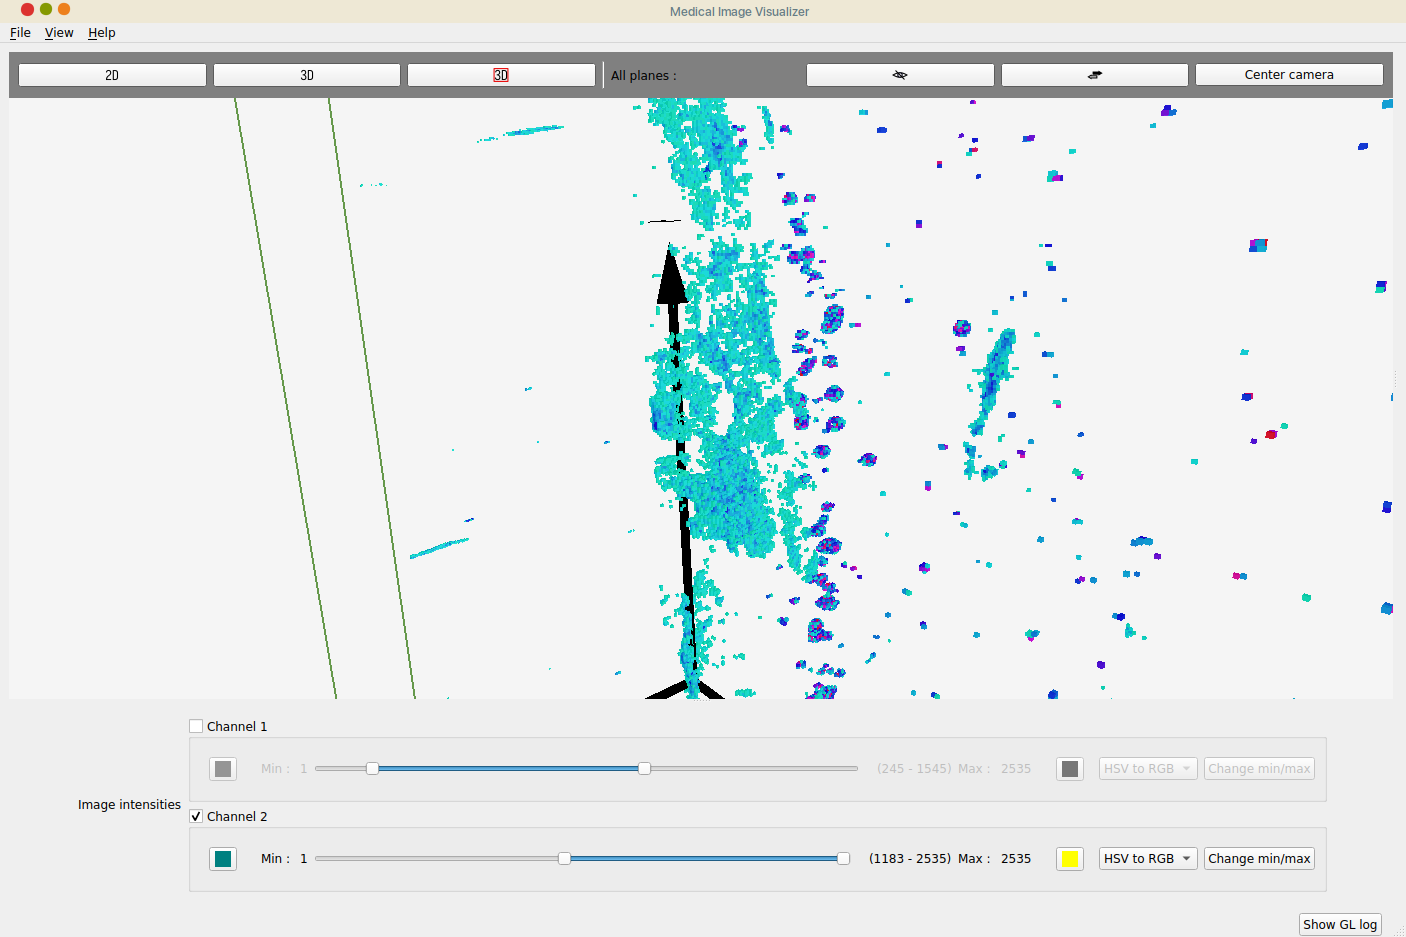 Medical Image Visualizer
File View Help
2D 3D 3D All planes : Center camera
Channel 1
Min : 1 (245 - 1545) Max : 2535 HSV to RGB Change min/max
Image intensities
Channel 2
Min : 1 (1183 - 2535) Max : 2535 HSV to RGB Change min/max
Show GL log